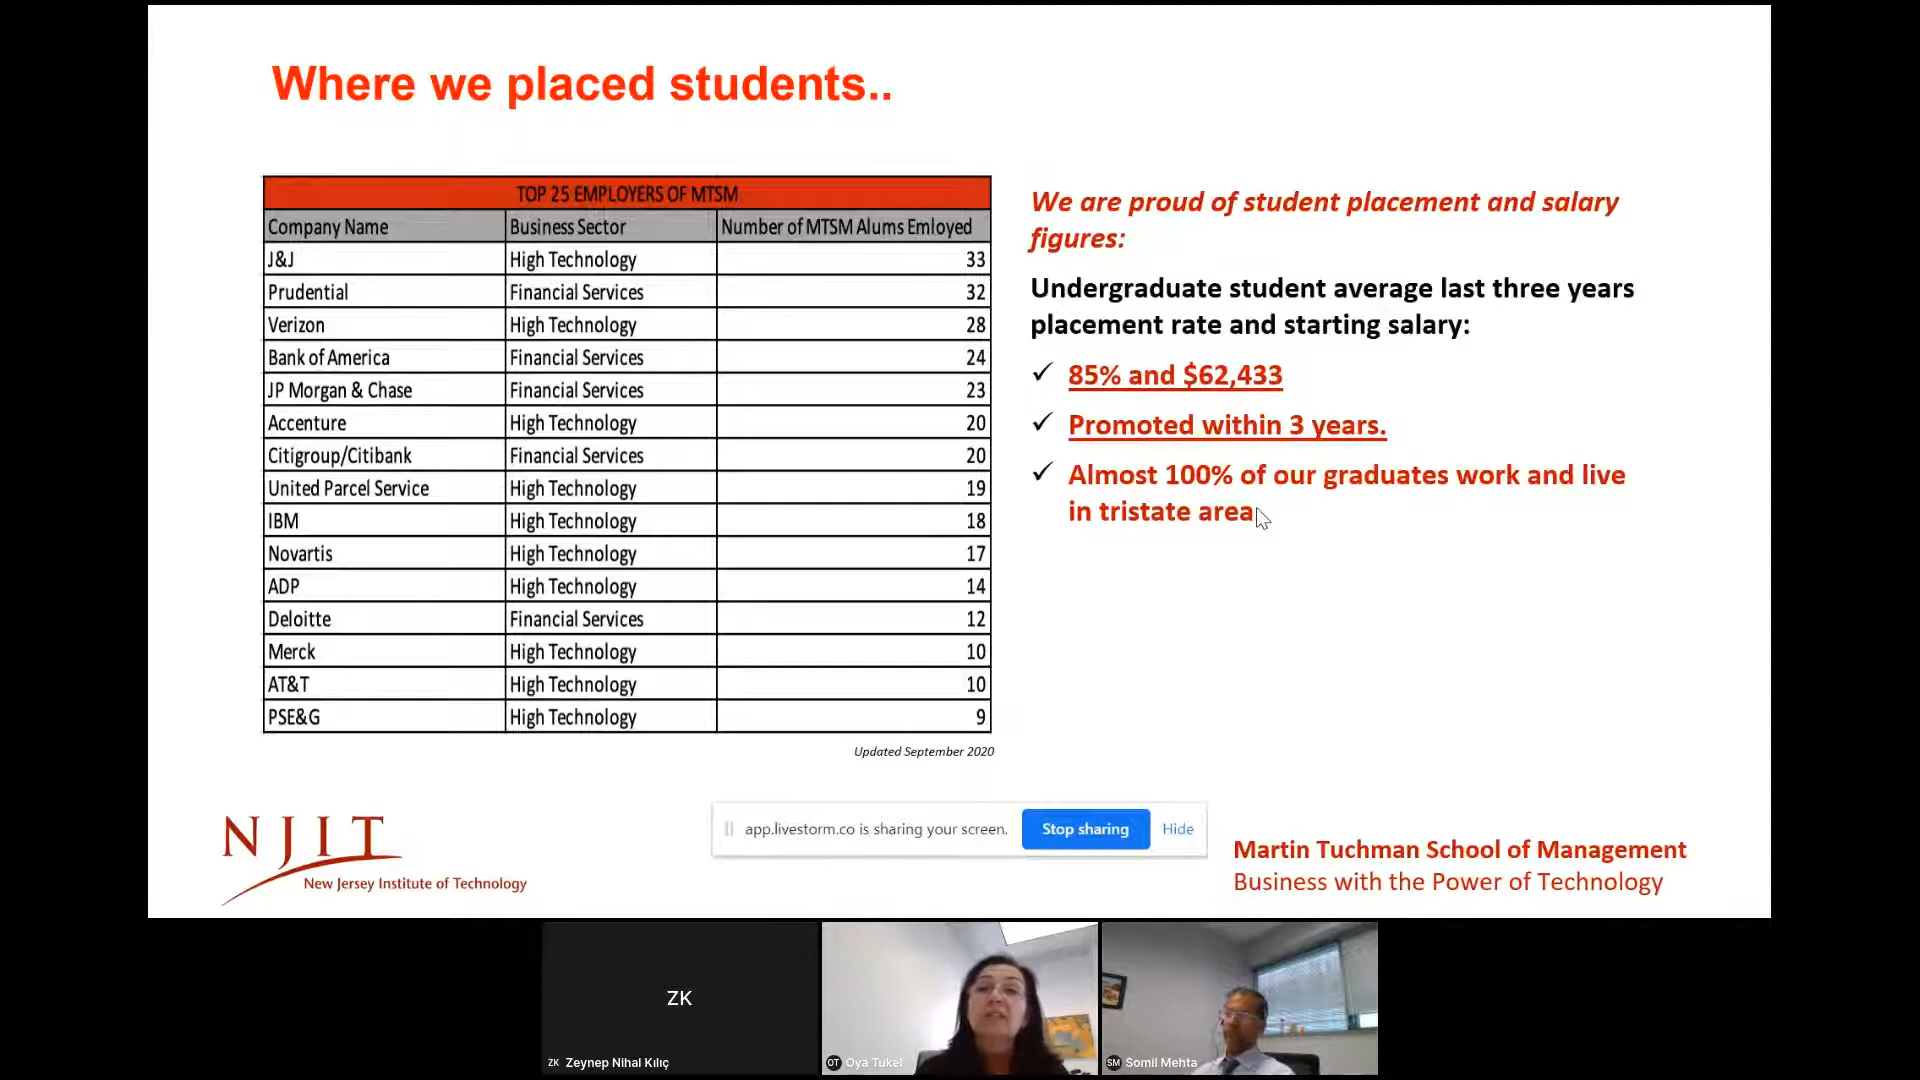 Where we placed students..
TOP 25 EMPLOYERS OF MTSM
Company Name Business Sector Number of MTSM Alums Emloyed
J&J High Technology 33
Prudential Financial Services 32
Verizon High Technology 28
Bank of America Financial Services 24
JP Morgan & Chase Financial Services 23
Accenture High Technology 20
Citigroup/Citibank Financial Services 20
United Parcel Service High Technology 19
IBM High Technology 18
Novartis High Technology 17
ADP High Technology 14
Deloitte Financial Services 12
Merck High Technology 10
AT&T High Technology 10
PSE&G High Technology 9
Updated September 2020
We are proud of student placement and salary
figures:
Undergraduate student average last three years
placement rate and starting salary:
✓ 85% and $62,433
✓ Promoted within 3 years.
✓ Almost 100% of our graduates work and live
in tristate area
NJIT
New Jersey Institute of Technology
app.livestorm.co is sharing your screen. Stop sharing Hide
Martin Tuchman School of Management
Business with the Power of Technology
ZK
ZK Zeynep Nihal Kılıç
OT Oya Tukel
SM Somil Mehta